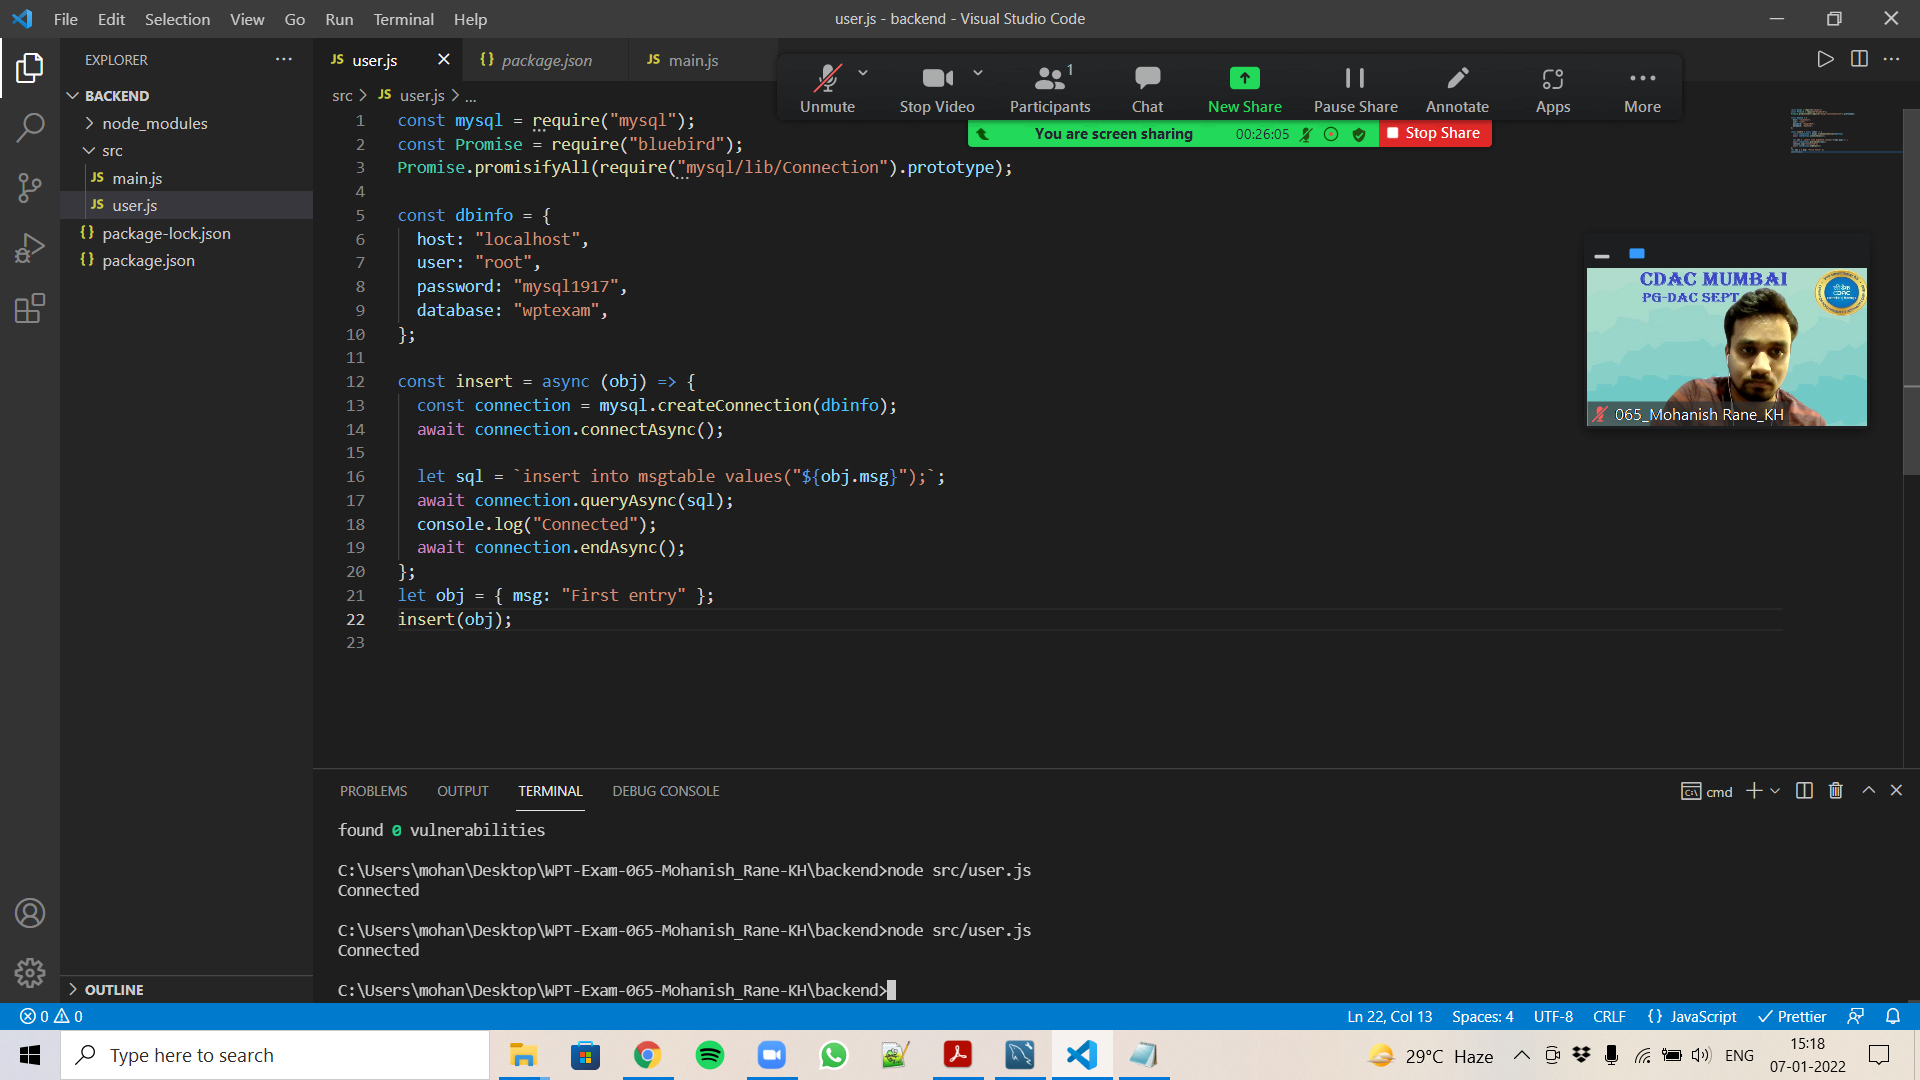 File Edit Selection View Go Run Terminal Help
user.js - backend - Visual Studio Code
EXPLORER
BACKEND
node_modules
src
JS main.js
JS user.js
{} package-lock.json
{} package.json
OUTLINE
JS user.js
{} package.json
JS main.js
src > JS user.js > ...
Unmute
Stop Video
1
Participants
Chat
New Share
Pause Share
Annotate
Apps
More
You are screen sharing 00:26:05 Stop Share
1 const mysql = require("mysql");
2 const Promise = require("bluebird");
3 Promise.promisifyAll(require("mysql/lib/Connection").prototype);
4
5 const dbinfo = {
6 host: "localhost",
7 user: "root",
8 password: "mysql1917",
9 database: "wptexam",
10 };
11
12 const insert = async (obj) => {
13 const connection = mysql.createConnection(dbinfo);
14 await connection.connectAsync();
15
16 let sql = `insert into msgtable values("${obj.msg}");`;
17 await connection.queryAsync(sql);
18 console.log("Connected");
19 await connection.endAsync();
20 };
21 let obj = { msg: "First entry" };
22 insert(obj);
23
CDAC MUMBAI
PG-DAC SEPT
CDAC
065_Mohanish Rane_KH
PROBLEMS OUTPUT TERMINAL DEBUG CONSOLE
cmd
found 0 vulnerabilities
C:\Users\mohan\Desktop\WPT-Exam-065-Mohanish_Rane-KH\backend>node src/user.js
Connected
C:\Users\mohan\Desktop\WPT-Exam-065-Mohanish_Rane-KH\backend>node src/user.js
Connected
C:\Users\mohan\Desktop\WPT-Exam-065-Mohanish_Rane-KH\backend>
0 0
Ln 22, Col 13 Spaces: 4 UTF-8 CRLF {} JavaScript Prettier
Type here to search
29°C Haze
ENG
15:18
07-01-2022